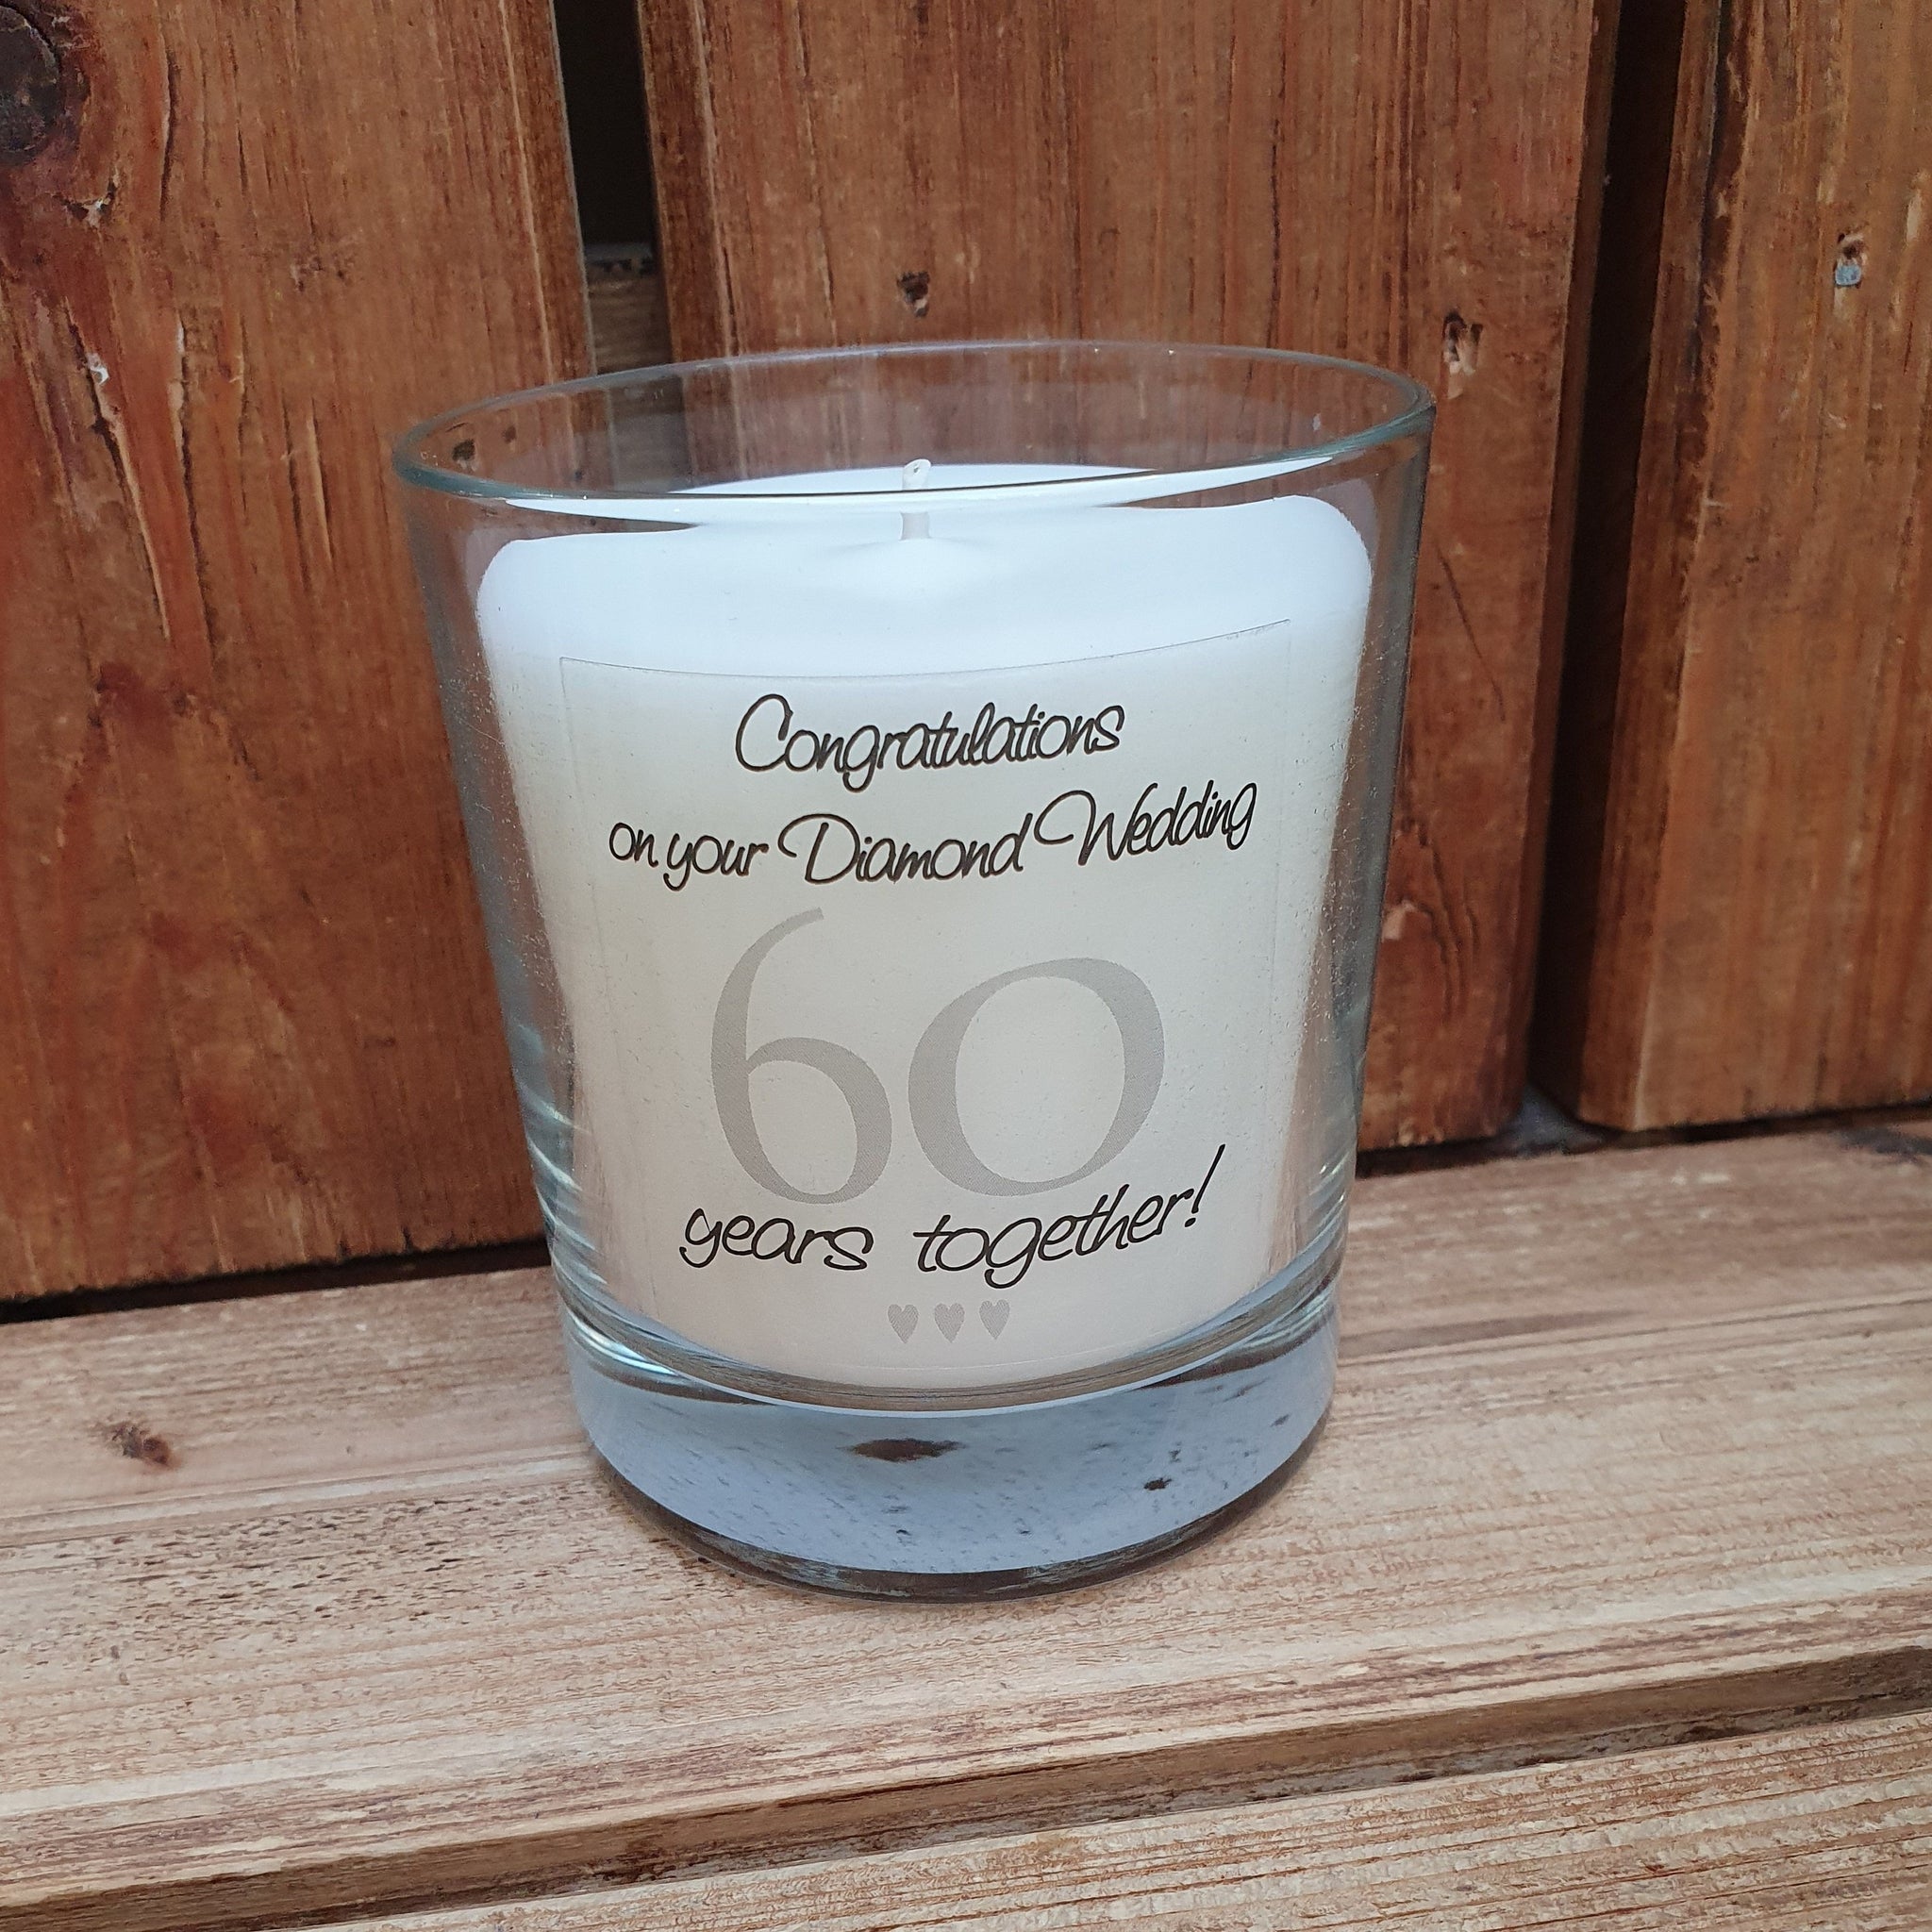 Congratulations
on your Diamond Wedding
60
years together!